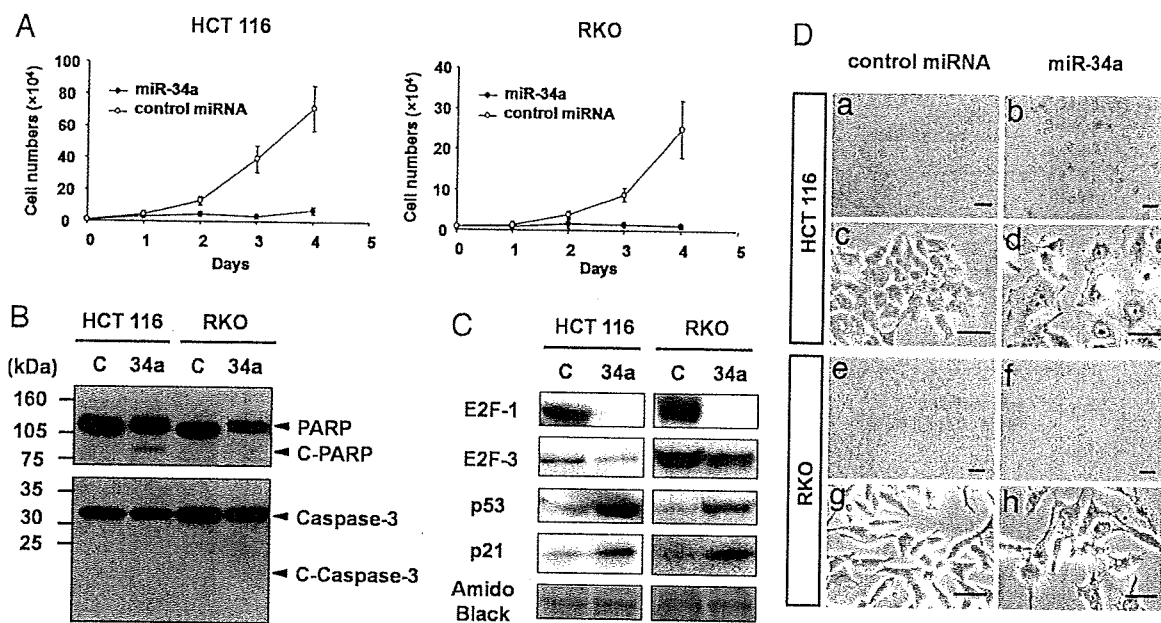 A
HCT 116
Cell numbers (×10⁴)
100
80
60
40
20
0
miR-34a
control miRNA
0 1 2 3 4 5
Days
RKO
Cell numbers (×10⁴)
40
30
20
10
0
miR-34a
control miRNA
0 1 2 3 4 5
Days
B
HCT 116 RKO
(kDa) C 34a C 34a
160
105
75
PARP
C-PARP
35
30
25
Caspase-3
C-Caspase-3
C
HCT 116 RKO
C 34a C 34a
E2F-1
E2F-3
p53
p21
Amido
Black
D
control miRNA miR-34a
HCT 116
a b
c d
RKO
e f
g h